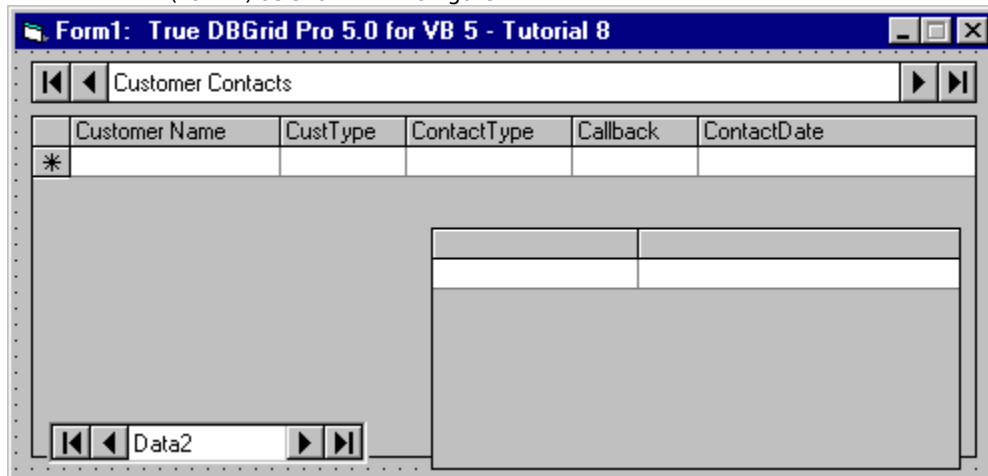 Form1: True DBGrid Pro 5.0 for VB 5 - Tutorial 8
Customer Contacts
Customer Name CustType ContactType Callback ContactDate
Data2